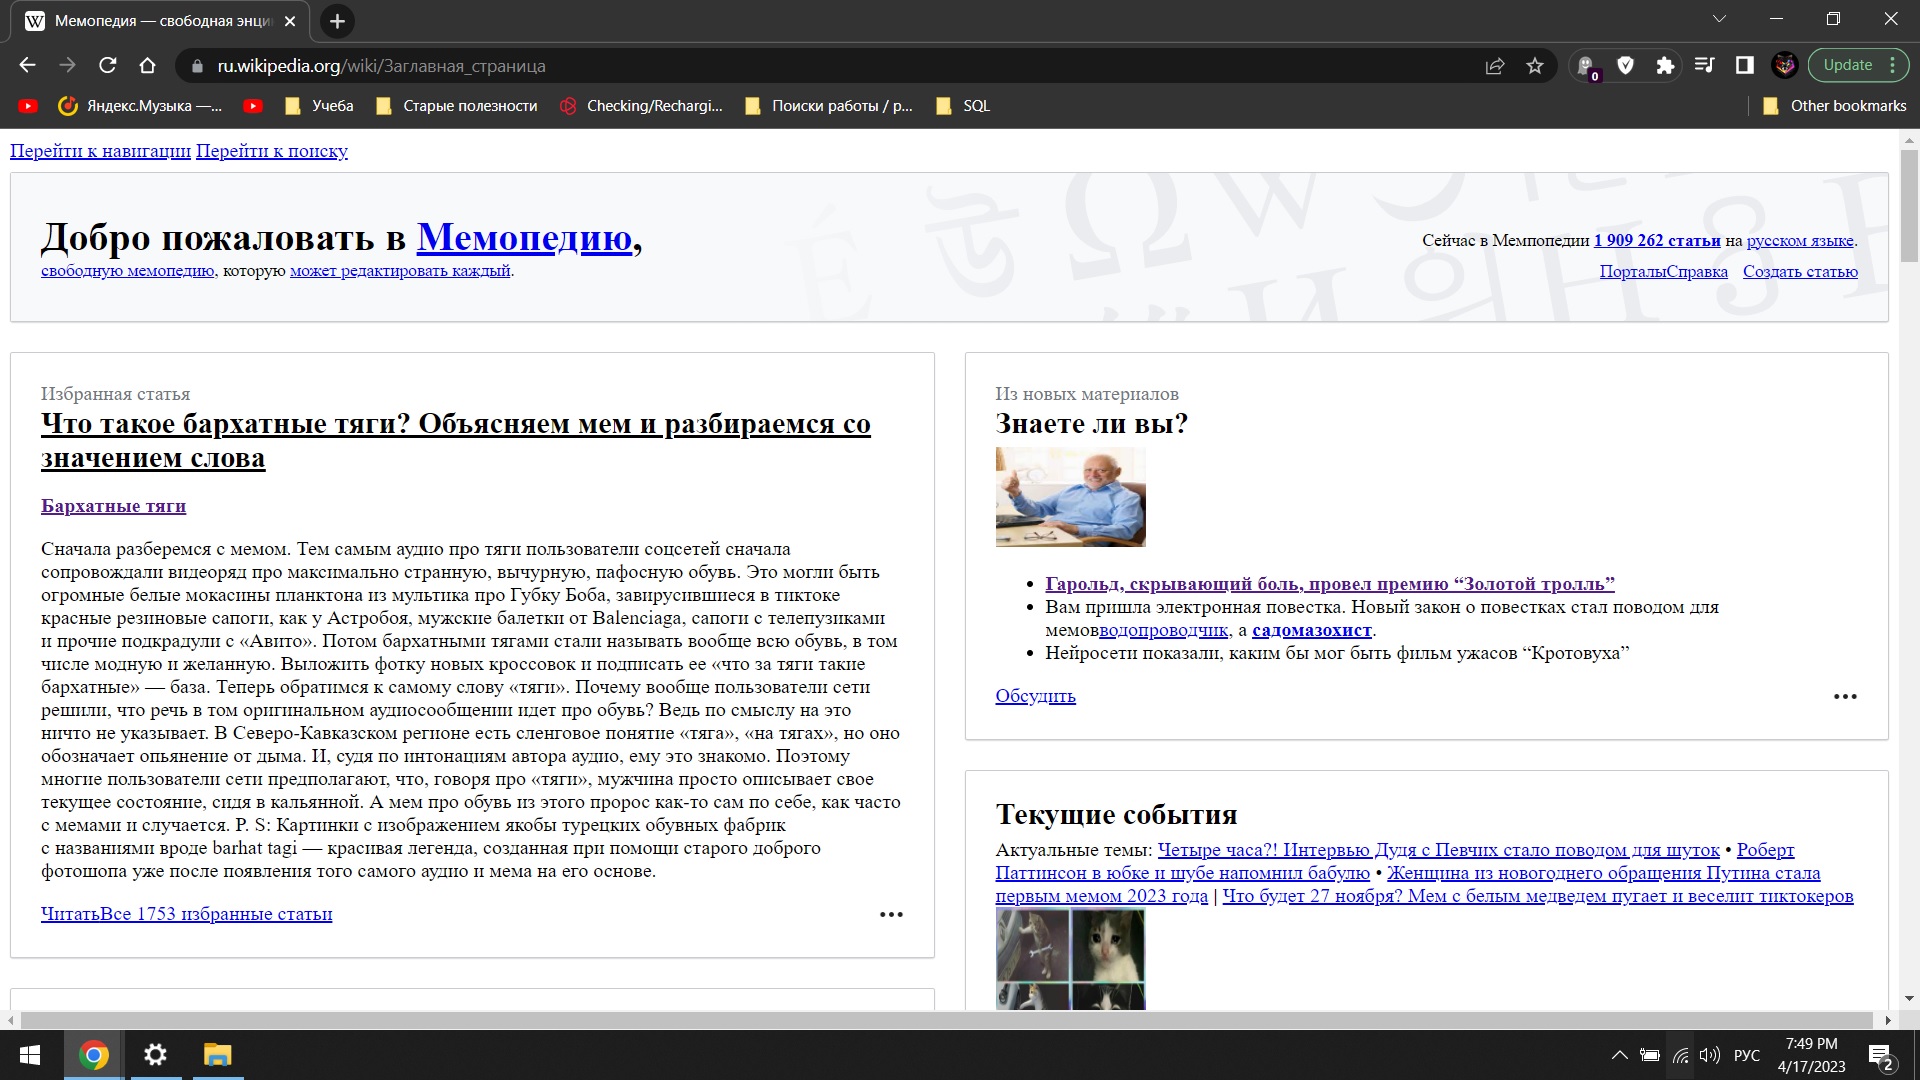 Мемопедия — свободная энци
ru.wikipedia.org/wiki/Заглавная_страница
0
Update
Яндекс.Музыка —...
Учеба
Старые полезности
Checking/Rechargi...
Поиски работы / р...
SQL
Other bookmarks
Перейти к навигации Перейти к поиску
Добро пожаловать в Мемопедию,
свободную мемопедию, которую может редактировать каждый.
Сейчас в Мемпопедии 1 909 262 статьи на русском языке.
ПорталыСправка Создать статью
Избранная статья
Что такое бархатные тяги? Объясняем мем и разбираемся со
значением слова
Бархатные тяги
Сначала разберемся с мемом. Тем самым аудио про тяги пользователи соцсетей сначала
сопровождали видеоряд про максимально странную, вычурную, пафосную обувь. Это могли быть
огромные белые мокасины планктона из мультика про Губку Боба, завирусившиеся в тиктоке
красные резиновые сапоги, как у Астробоя, мужские балетки от Balenciaga, сапоги с телепузиками
и прочие подкрадули с «Авито». Потом бархатными тягами стали называть вообще всю обувь, в том
числе модную и желанную. Выложить фотку новых кроссовок и подписать ее «что за тяги такие
бархатные» — база. Теперь обратимся к самому слову «тяги». Почему вообще пользователи сети
решили, что речь в том оригинальном аудиосообщении идет про обувь? Ведь по смыслу на это
ничто не указывает. В Северо-Кавказском регионе есть сленговое понятие «тяга», «на тягах», но оно
обозначает опьянение от дыма. И, судя по интонациям автора аудио, ему это знакомо. Поэтому
многие пользователи сети предполагают, что, говоря про «тяги», мужчина просто описывает свое
текущее состояние, сидя в кальянной. А мем про обувь из этого пророс как-то сам по себе, как часто
с мемами и случается. P. S: Картинки с изображением якобы турецких обувных фабрик
с названиями вроде barhat tagi — красивая легенда, созданная при помощи старого доброго
фотошопа уже после появления того самого аудио и мема на его основе.
ЧитатьВсе 1753 избранные статьи
Из новых материалов
Знаете ли вы?
Гарольд, скрывающий боль, провел премию “Золотой тролль”
Вам пришла электронная повестка. Новый закон о повестках стал поводом для
мемовводопроводчик, а садомазохист.
Нейросети показали, каким бы мог быть фильм ужасов “Кротовуха”
Обсудить
Текущие события
Актуальные темы: Четыре часа?! Интервью Дудя с Певчих стало поводом для шуток • Роберт
Паттинсон в юбке и шубе напомнил бабулю • Женщина из новогоднего обращения Путина стала
первым мемом 2023 года | Что будет 27 ноября? Мем с белым медведем пугает и веселит тиктокеров
РУС
7:49 PM
4/17/2023
2